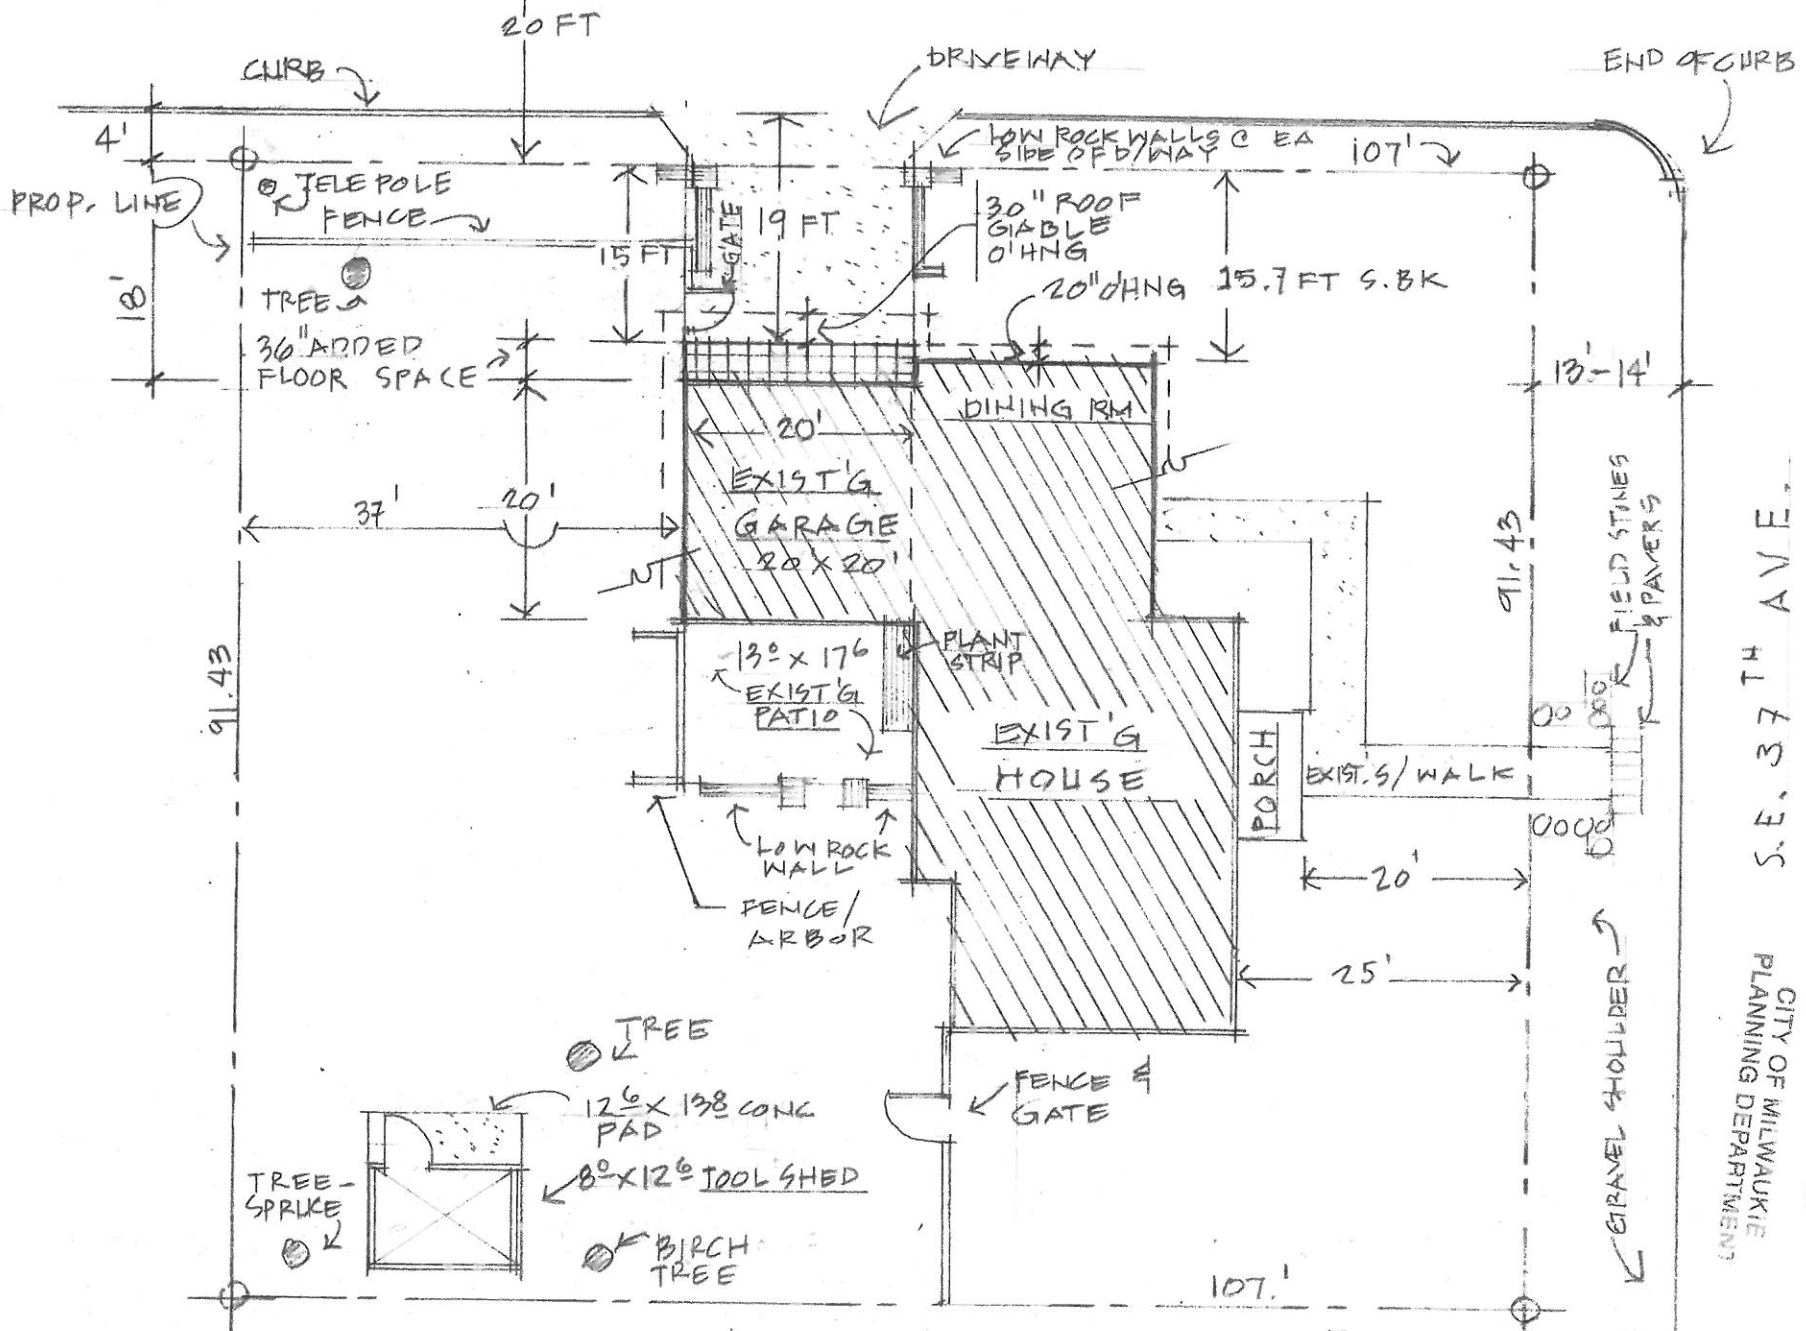 20 FT
CURB
DRIVEWAY
END OF CURB
4'
LOW ROCK WALLS @ EA
SIDE OF D/WAY
107'
PROP. LINE
TELE POLE
FENCE
GATE
19 FT
30" ROOF
GABLE
O'HNG
15 FT
18'
TREE
20" O'HNG
15.7 FT S.BK
36" ADDED
FLOOR SPACE
13'-14'
DINING RM
20'
EXIST'G
GARAGE
20 X 20'
37'
20'
91.43
FIELD STONES
& PAVERS
S.E. 37TH AVE.
91.43
PLANT
STRIP
13⁰ X 17⁶
EXIST'G
PATIO
EXIST'G
HOUSE
PORCH
EXIST. S/WALK
LOW ROCK
WALL
20'
FENCE/
ARBOR
25'
GRAVEL SHOULDER
CITY OF MILWAUKIE
PLANNING DEPARTMENT
TREE
12⁶ X 13⁸ CONC
PAD
FENCE &
GATE
8⁰ X 12⁶ TOOL SHED
TREE-
SPRUCE
BIRCH
TREE
107.'